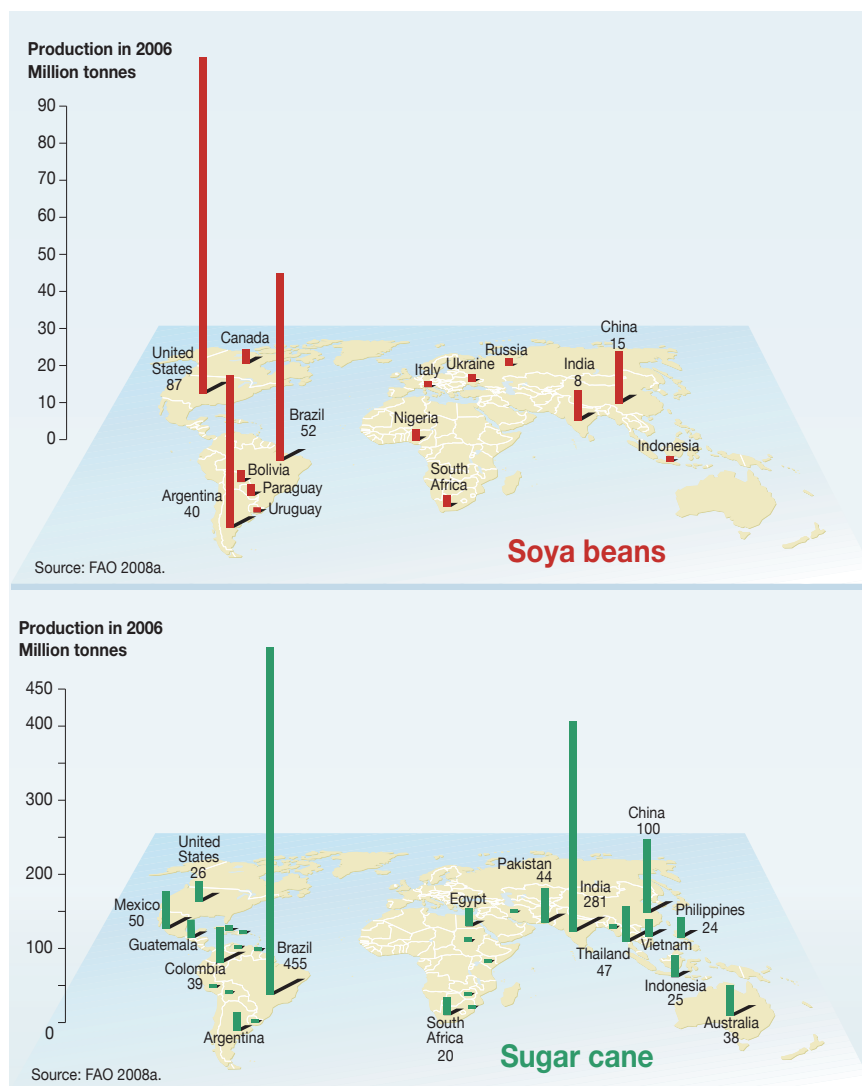 Production in 2006
Million tonnes
90
80
70
60
50
40
30
20
10
0
United
States
87
Canada
Brazil
52
Bolivia
Paraguay
Argentina
40
Uruguay
Italy
Ukraine
Russia
Nigeria
South
Africa
India
8
China
15
Indonesia
Soya beans
Source: FAO 2008a.
Production in 2006
Million tonnes
450
400
300
200
100
0
United
States
26
Mexico
50
Guatemala
Colombia
39
Brazil
455
Argentina
Egypt
South
Africa
20
Pakistan
44
India
281
China
100
Thailand
47
Vietnam
Philippines
24
Indonesia
25
Australia
38
Sugar cane
Source: FAO 2008a.